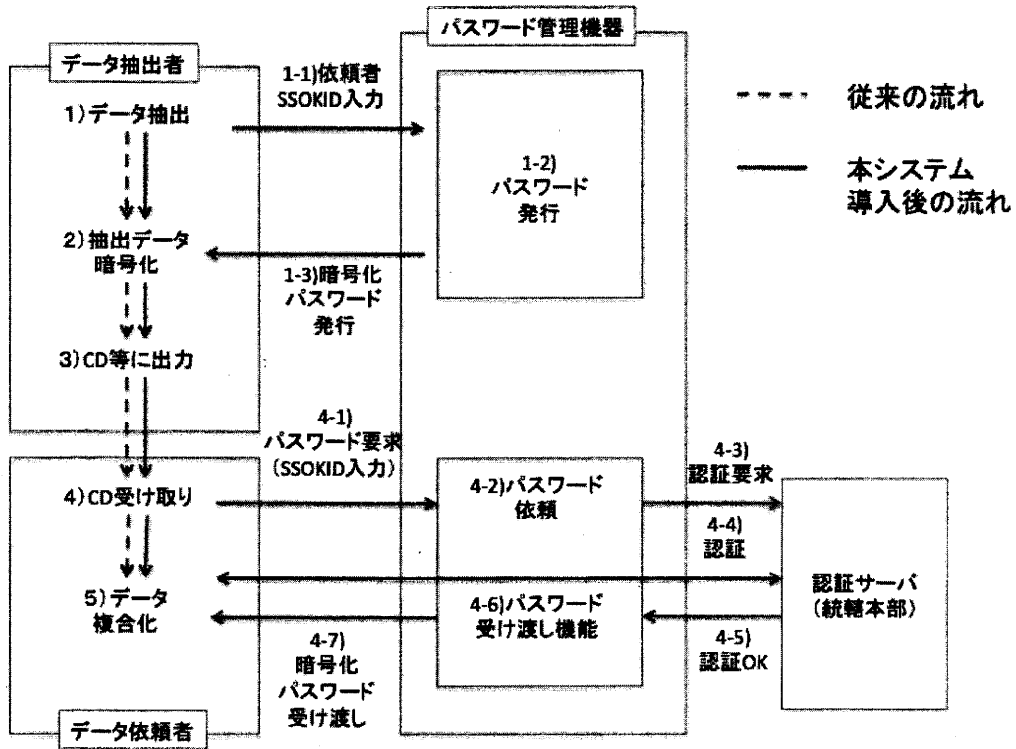 パスワード管理機器
データ抽出者
1-1)依頼者
SSOKID入力
1)データ抽出
1-2)
パスワード
発行
従来の流れ
本システム
導入後の流れ
2)抽出データ
暗号化
1-3)暗号化
パスワード
発行
3)CD等に出力
4-1)
パスワード要求
(SSOKID入力)
4)CD受け取り
4-2)パスワード
依頼
4-3)
認証要求
4-4)
認証
認証サーバ
(統轄本部)
5)データ
複合化
4-6)パスワード
受け渡し機能
4-5)
認証OK
4-7)
暗号化
パスワード
受け渡し
データ依頼者